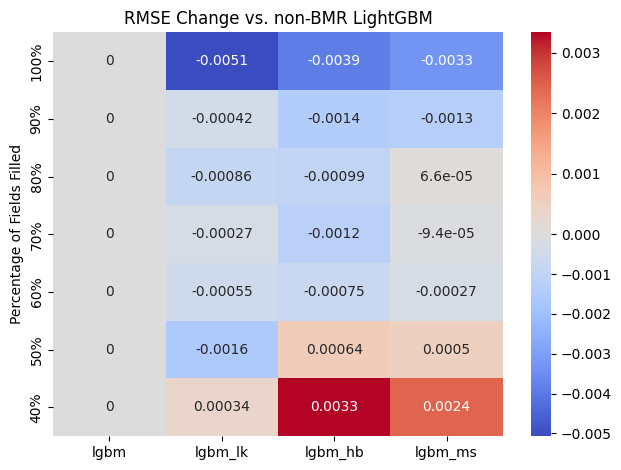 RMSE Change vs. non-BMR LightGBM
Percentage of Fields Filled
100% 0 -0.0051 -0.0039 -0.0033
90% 0 -0.00042 -0.0014 -0.0013
80% 0 -0.00086 -0.00099 6.6e-05
70% 0 -0.00027 -0.0012 -9.4e-05
60% 0 -0.00055 -0.00075 -0.00027
50% 0 -0.0016 0.00064 0.0005
40% 0 0.00034 0.0033 0.0024
lgbm lgbm_lk lgbm_hb lgbm_ms
0.003
0.002
0.001
0.000
−0.001
−0.002
−0.003
−0.004
−0.005